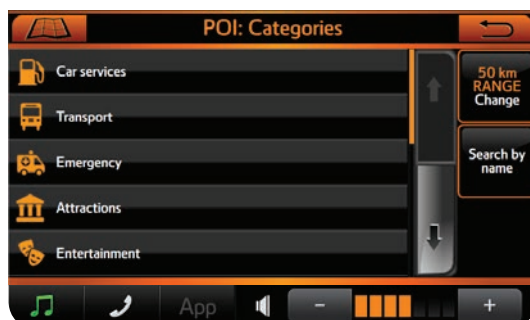 POI: Categories
Car services
Transport
Emergency
Attractions
Entertainment
50 km
RANGE
Change
Search by
name
App
-
+